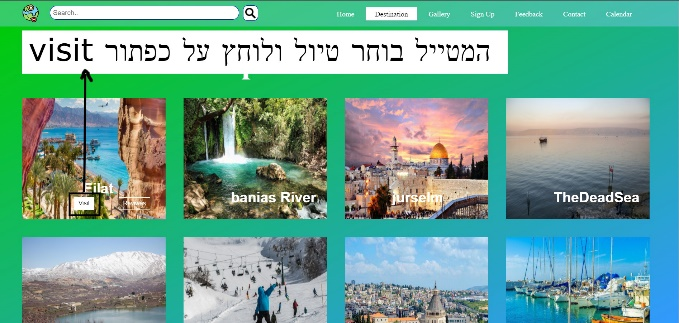 Search..
Home Destination Gallery Sign Up Feedback Contact Calendar
המטייל בוחר טיול ולוחץ על כפתור visit
Eilat
Visit Reviews
banias River
jurselm
TheDeadSea